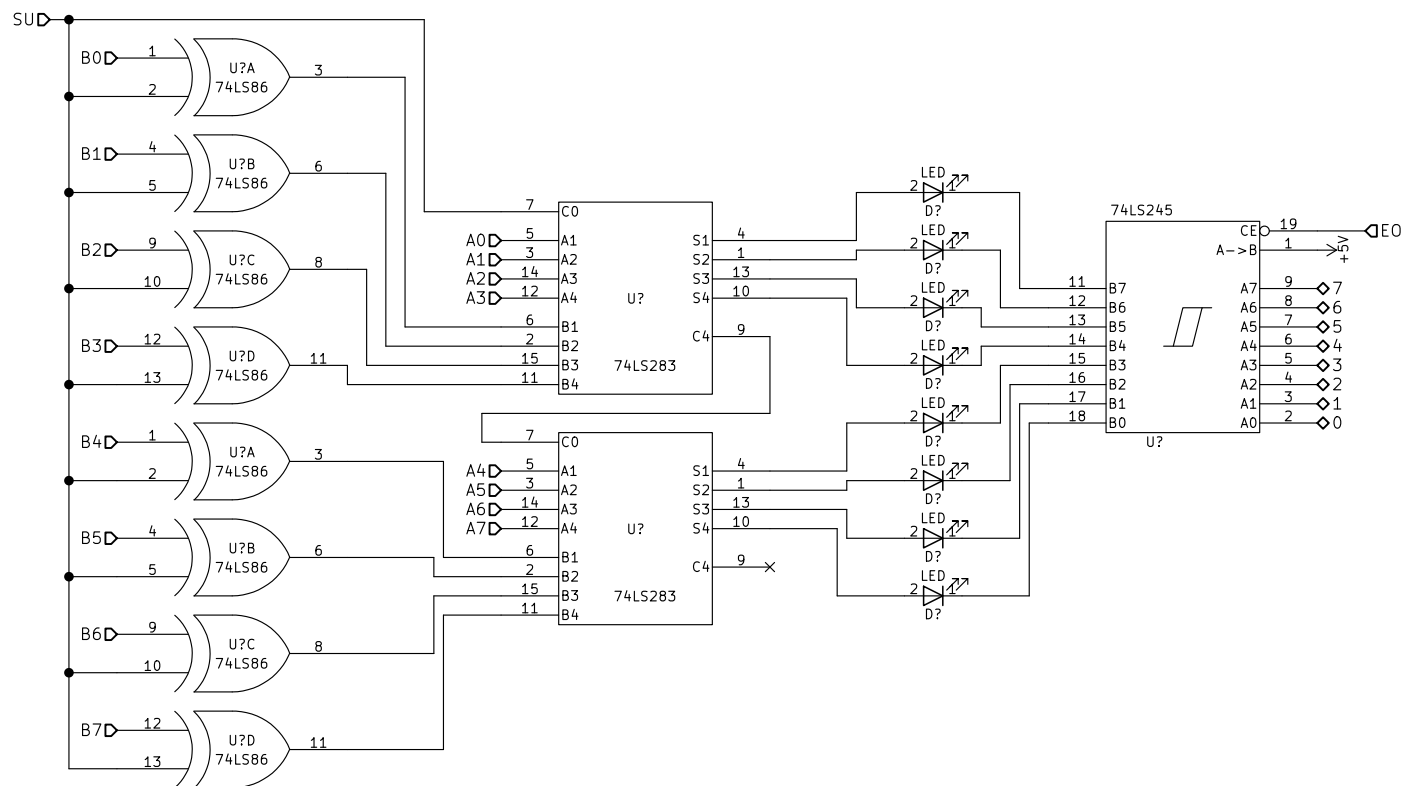 SU
B0 1 2 U?A 74LS86 3
B1 4 5 U?B 74LS86 6
B2 9 10 U?C 74LS86 8
B3 12 13 U?D 74LS86 11
B4 1 2 U?A 74LS86 3
B5 4 5 U?B 74LS86 6
B6 9 10 U?C 74LS86 8
B7 12 13 U?D 74LS86 11
7 C0
A0 5 A1 S1 4
A1 3 A2 S2 1
A2 14 A3 S3 13
A3 12 A4 U? S4 10
6 B1 C4 9
2 B2
15 B3 74LS283
11 B4
7 C0
A4 5 A1 S1 4
A5 3 A2 S2 1
A6 14 A3 S3 13
A7 12 A4 U? S4 10
6 B1 C4 9
2 B2
15 B3 74LS283
11 B4
LED
2 1
D?
LED
2 1
D?
LED
2 1
D?
LED
2 1
D?
LED
2 1
D?
LED
2 1
D?
LED
2 1
D?
LED
2 1
D?
74LS245
CE 19 EO
A->B 1 +5V
11 B7 A7 9 7
12 B6 A6 8 6
13 B5 A5 7 5
14 B4 A4 6 4
15 B3 A3 5 3
16 B2 A2 4 2
17 B1 A1 3 1
18 B0 A0 2 0
U?